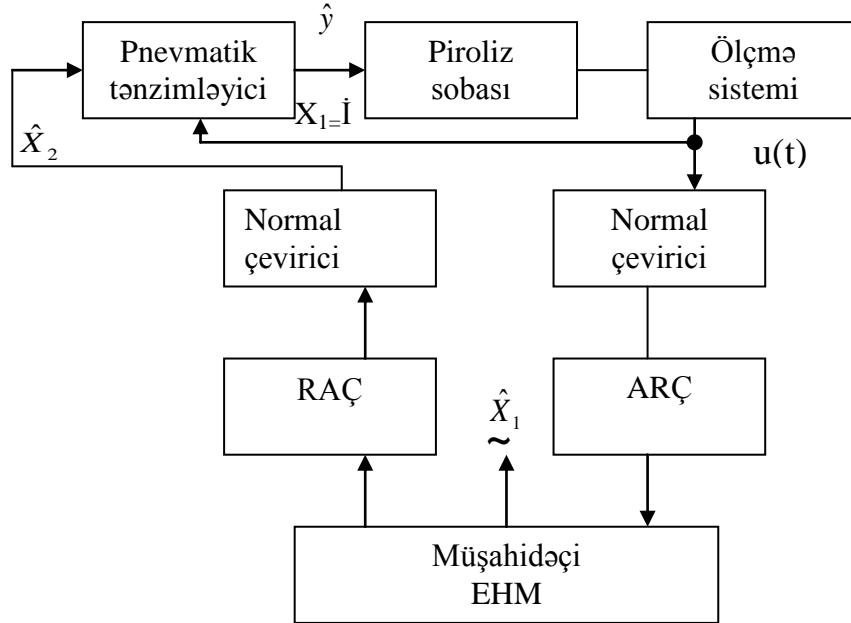 ŷ
Pnevmatik
tənzimləyici
Piroliz
sobası
Ölçmə
sistemi
X₁₌İ
X̂₂
u(t)
Normal
çevirici
Normal
çevirici
RAÇ
ARÇ
X̂₁
~
Müşahidəçi
EHM